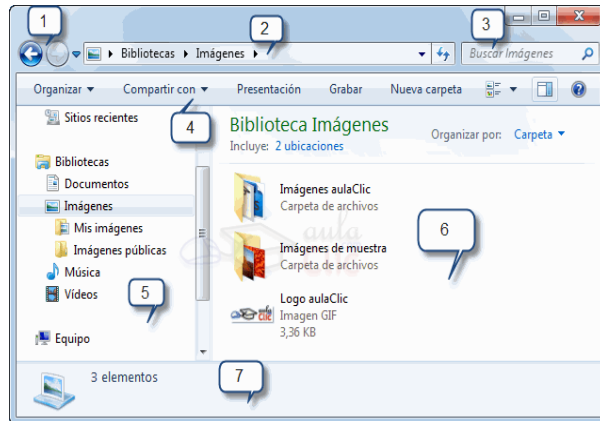 1
2
3
Bibliotecas Imágenes
Buscar Imágenes
Organizar Compartir con Presentación Grabar Nueva carpeta
4
Sitios recientes
Bibliotecas
Documentos
Imágenes
Mis imágenes
Imágenes públicas
Música
Vídeos
5
Equipo
Biblioteca Imágenes
Incluye: 2 ubicaciones
Organizar por: Carpeta
Imágenes aulaClic
Carpeta de archivos
Imágenes de muestra
Carpeta de archivos
Logo aulaClic
Imagen GIF
3,36 KB
aula
CLIC
6
3 elementos
7